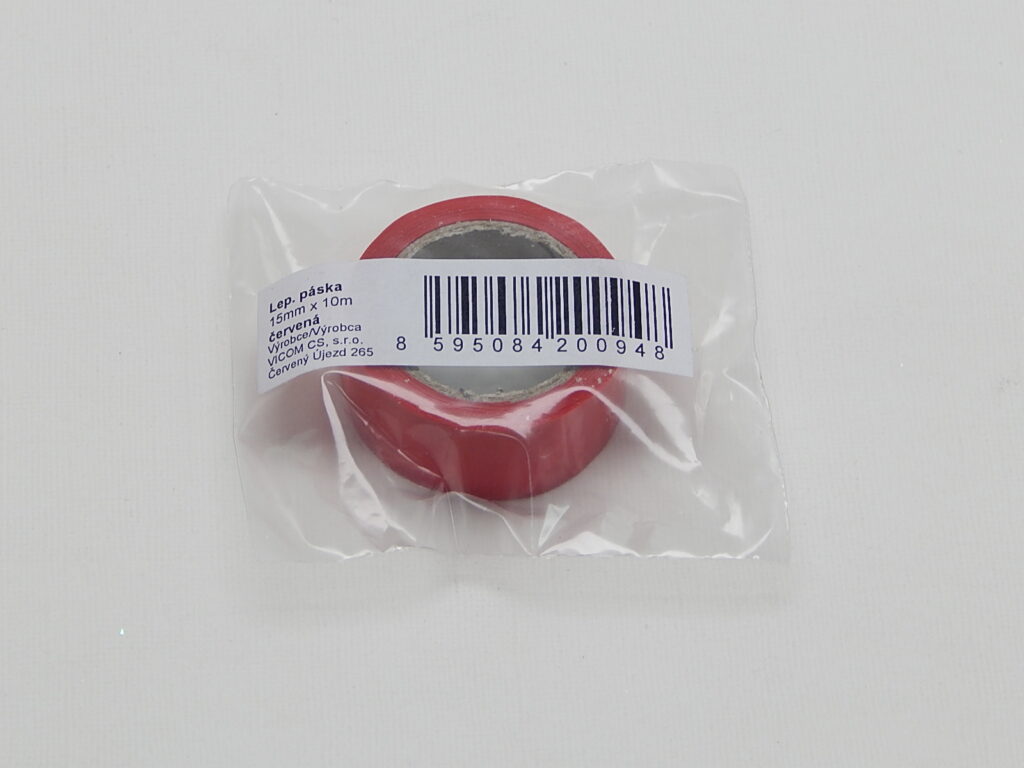 Lep. páska
15mm x 10m
červená
Výrobce/Výrobca
VICOM CS, s.r.o.
Červený Újezd 265
8 595084 200948